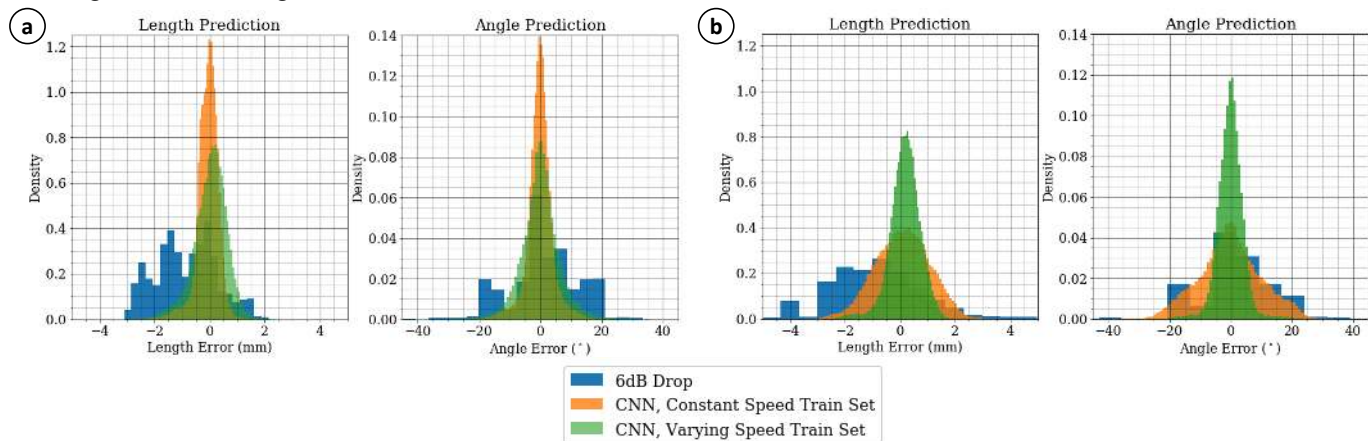 a
Length Prediction
1.2
1.0
0.8
0.6
0.4
0.2
0.0
Density
−4 −2 0 2 4
Length Error (mm)
Angle Prediction
0.14
0.12
0.10
0.08
0.06
0.04
0.02
0.00
Density
−40 −20 0 20 40
Angle Error (°)
b
Length Prediction
1.2
1.0
0.8
0.6
0.4
0.2
0.0
Density
−4 −2 0 2 4
Length Error (mm)
Angle Prediction
0.14
0.12
0.10
0.08
0.06
0.04
0.02
0.00
Density
−40 −20 0 20 40
Angle Error (°)
6dB Drop
CNN, Constant Speed Train Set
CNN, Varying Speed Train Set